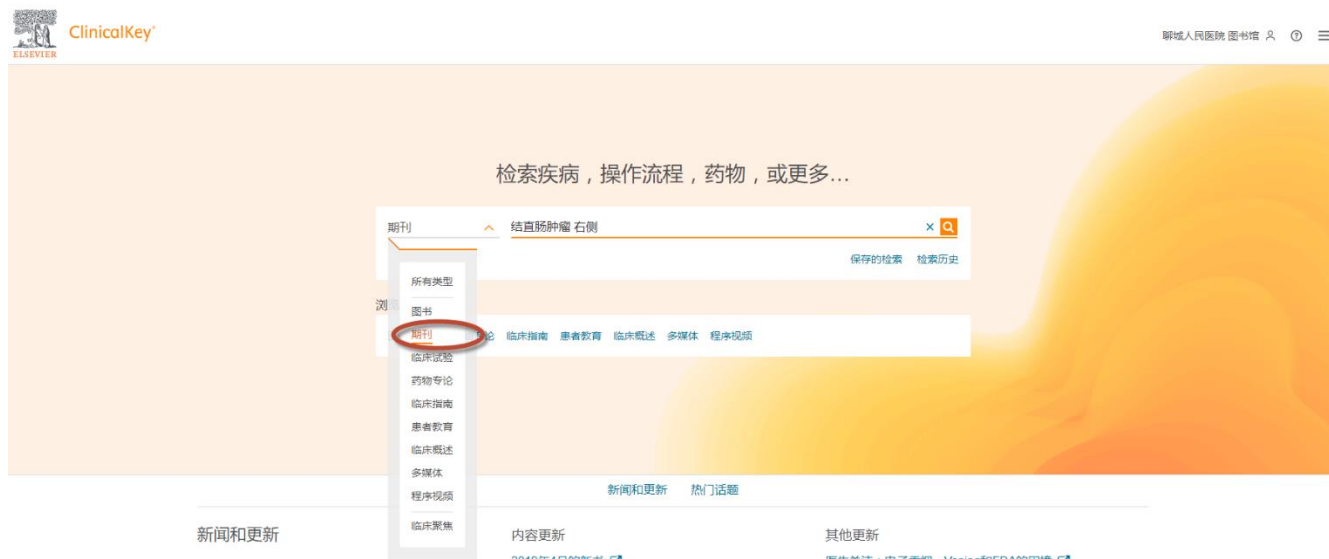 ELSEVIER
ClinicalKey®
聊城人民医院 图书馆
检索疾病，操作流程，药物，或更多...
期刊 结直肠肿瘤 右侧
保存的检索 检索历史
所有类型
图书
期刊
临床试验
药物专论
临床指南
患者教育
临床概述
多媒体
程序视频
临床聚焦
浏
论 临床指南 患者教育 临床概述 多媒体 程序视频
新闻和更新 热门话题
新闻和更新
内容更新
其他更新